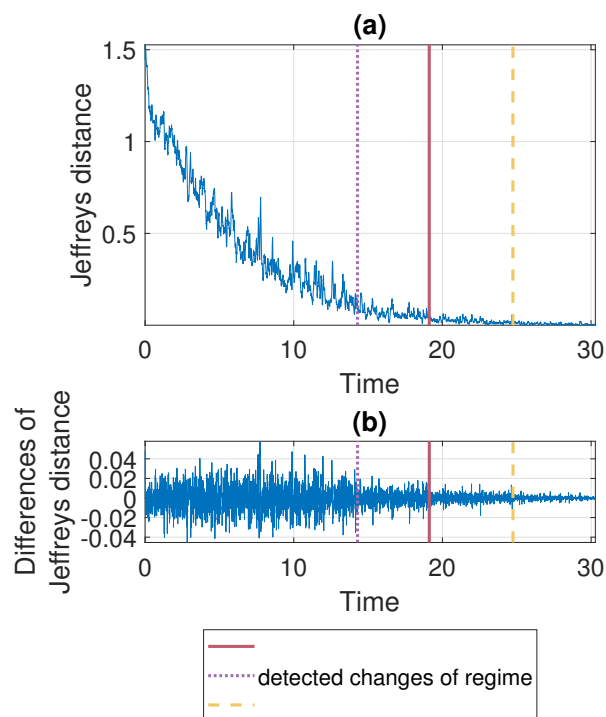 (a)
1.5
1
0.5
Jeffreys distance
0 10 20 30
Time
(b)
0.04
0.02
0
-0.02
-0.04
Differences of
Jeffreys distance
0 10 20 30
Time
detected changes of regime